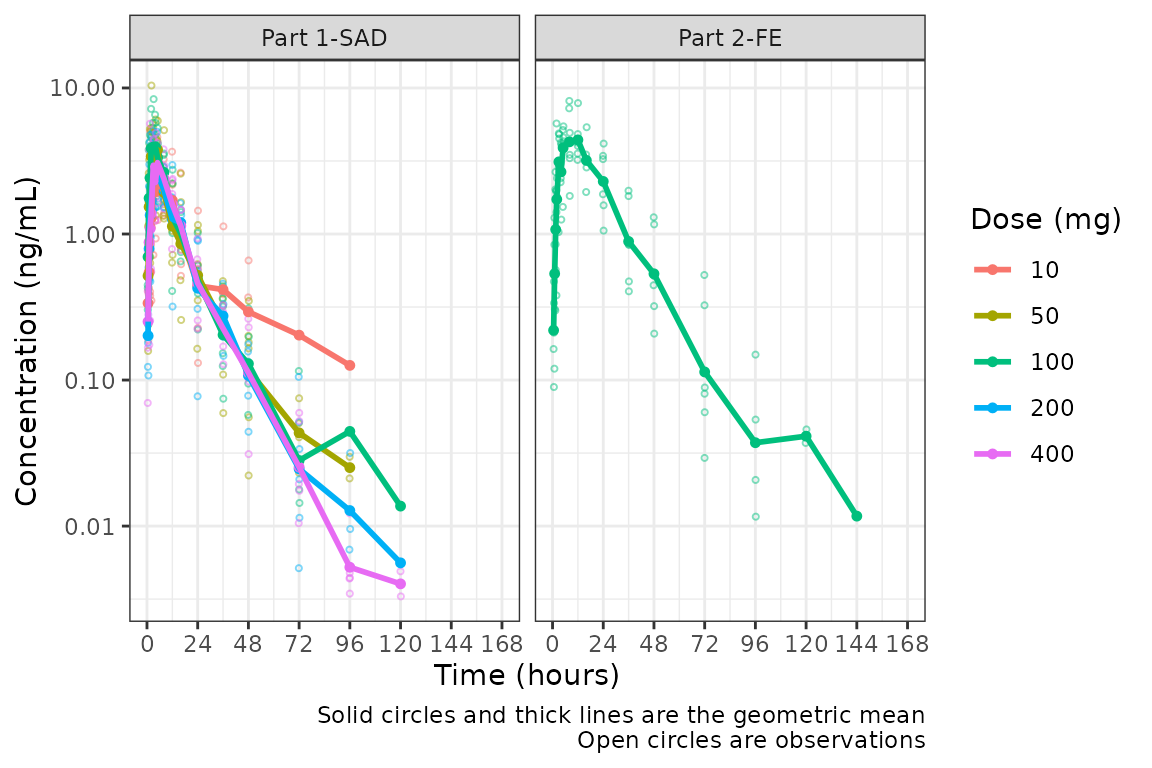 Part 1-SAD
Part 2-FE
10.00
1.00
0.10
0.01
Concentration (ng/mL)
0 24 48 72 96 120 144 168
0 24 48 72 96 120 144 168
Time (hours)
Dose (mg)
10
50
100
200
400
Solid circles and thick lines are the geometric mean
Open circles are observations